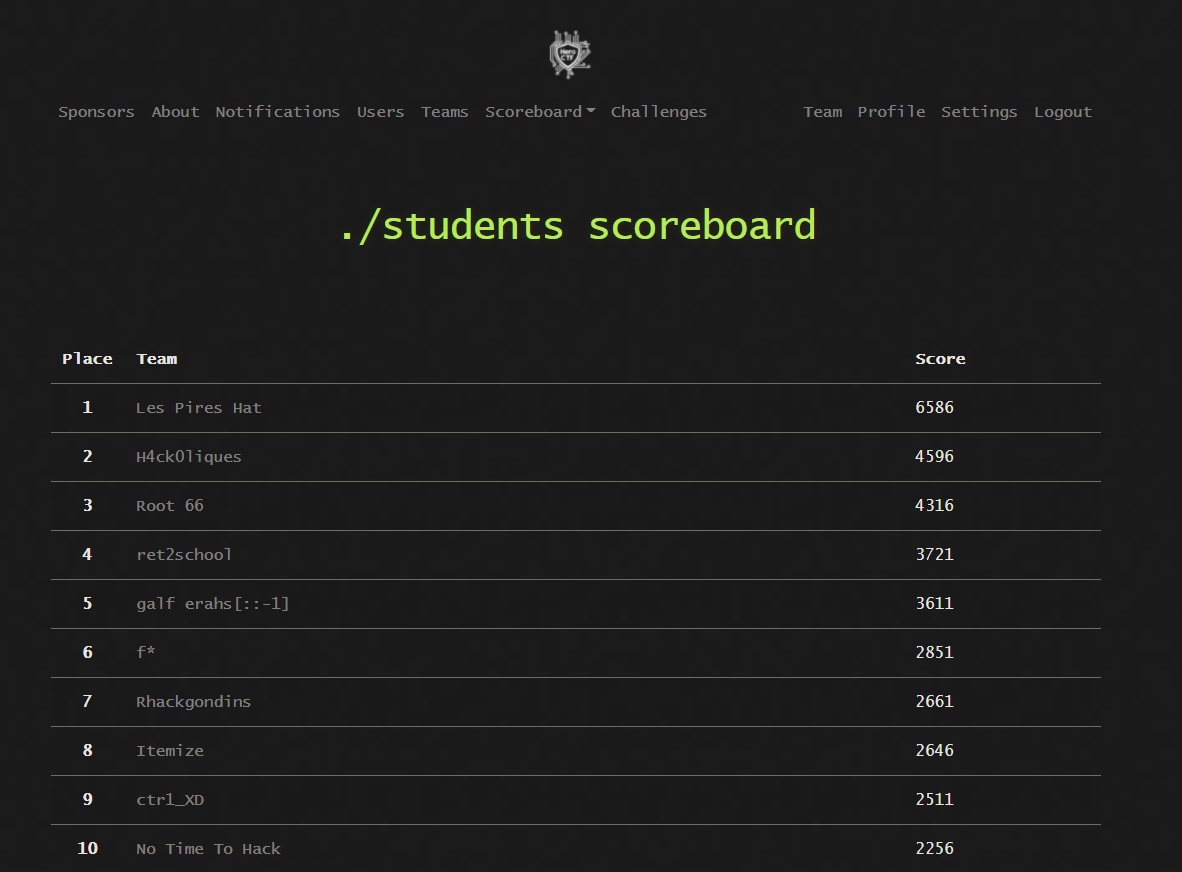 Hero
CTF
Sponsors About Notifications Users Teams Scoreboard Challenges Team Profile Settings Logout
./students scoreboard
Place Team Score
1 Les Pires Hat 6586
2 H4ck0liques 4596
3 Root 66 4316
4 ret2school 3721
5 galf erahs[::-1] 3611
6 f* 2851
7 Rhackgondins 2661
8 Itemize 2646
9 ctrl_XD 2511
10 No Time To Hack 2256